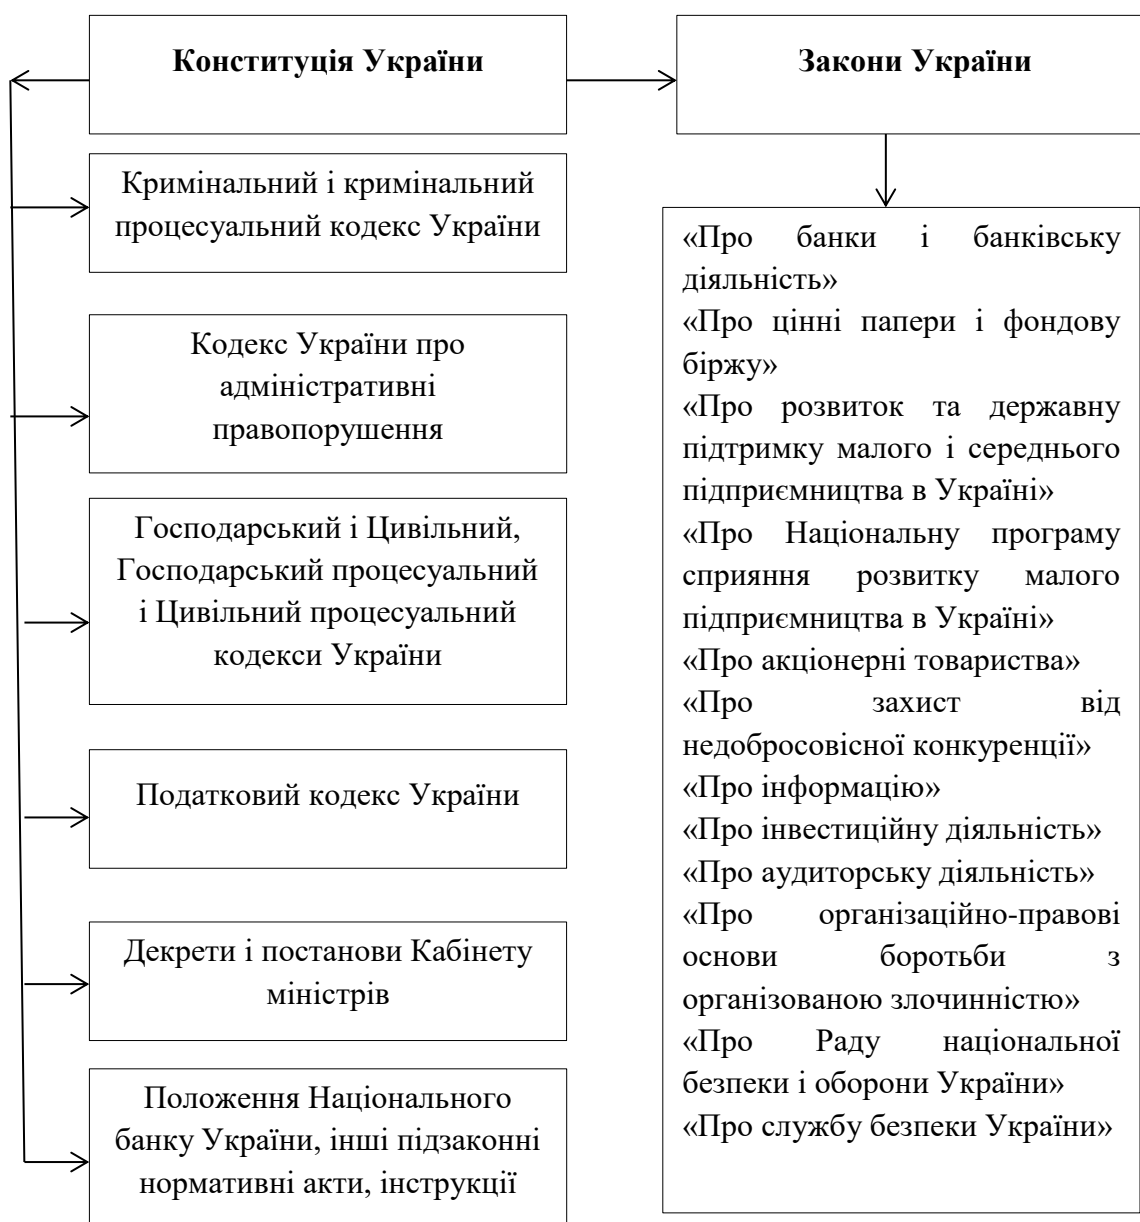 Конституція України
Закони України
Кримінальний і кримінальний
процесуальний кодекс України
Кодекс України про
адміністративні
правопорушення
Господарський і Цивільний,
Господарський процесуальний
і Цивільний процесуальний
кодекси України
Податковий кодекс України
Декрети і постанови Кабінету
міністрів
Положення Національного
банку України, інші підзаконні
нормативні акти, інструкції
«Про банки і банківську
діяльність»
«Про цінні папери і фондову
біржу»
«Про розвиток та державну
підтримку малого і середнього
підприємництва в Україні»
«Про Національну програму
сприяння розвитку малого
підприємництва в Україні»
«Про акціонерні товариства»
«Про захист від
недобросовісної конкуренції»
«Про інформацію»
«Про інвестиційну діяльність»
«Про аудиторську діяльність»
«Про організаційно-правові
основи боротьби з
організованою злочинністю»
«Про Раду національної
безпеки і оборони України»
«Про службу безпеки України»